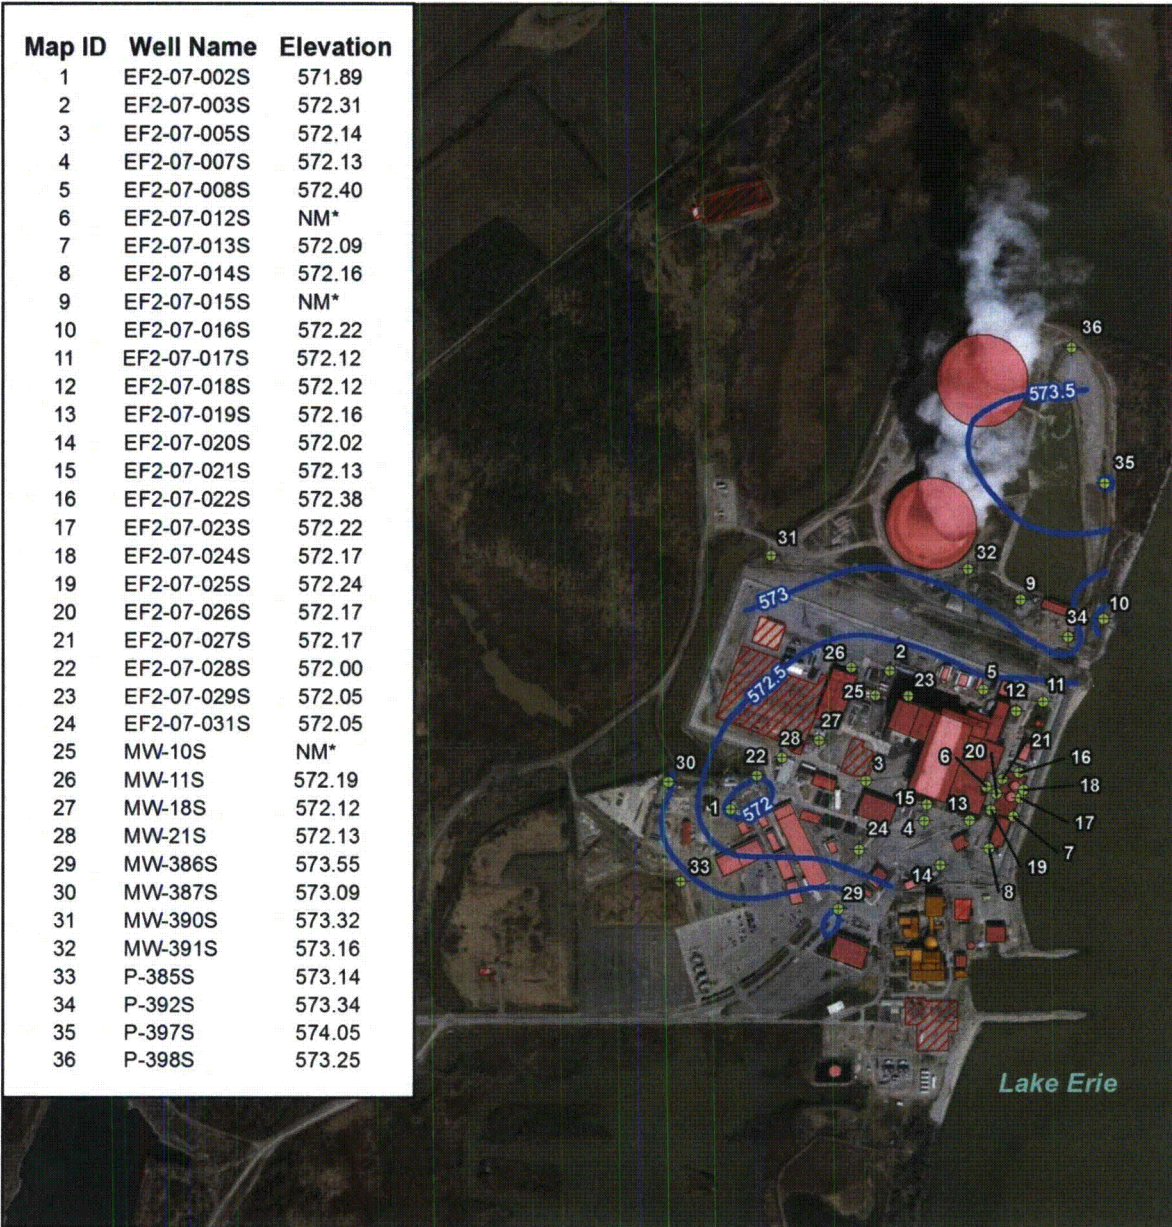 Map ID Well Name Elevation
1 EF2-07-002S 571.89
2 EF2-07-003S 572.31
3 EF2-07-005S 572.14
4 EF2-07-007S 572.13
5 EF2-07-008S 572.40
6 EF2-07-012S NM*
7 EF2-07-013S 572.09
8 EF2-07-014S 572.16
9 EF2-07-015S NM*
10 EF2-07-016S 572.22
11 EF2-07-017S 572.12
12 EF2-07-018S 572.12
13 EF2-07-019S 572.16
14 EF2-07-020S 572.02
15 EF2-07-021S 572.13
16 EF2-07-022S 572.38
17 EF2-07-023S 572.22
18 EF2-07-024S 572.17
19 EF2-07-025S 572.24
20 EF2-07-026S 572.17
21 EF2-07-027S 572.17
22 EF2-07-028S 572.00
23 EF2-07-029S 572.05
24 EF2-07-031S 572.05
25 MW-10S NM*
26 MW-11S 572.19
27 MW-18S 572.12
28 MW-21S 572.13
29 MW-386S 573.55
30 MW-387S 573.09
31 MW-390S 573.32
32 MW-391S 573.16
33 P-385S 573.14
34 P-392S 573.34
35 P-397S 574.05
36 P-398S 573.25
36
573.5
35
31
32
573
9
10
34
26
2
5
11
572.5
25
23
12
27
28
21
22
3
20
16
30
6
18
1
572
15
13
17
4
24
19
7
33
14
8
29
Lake Erie